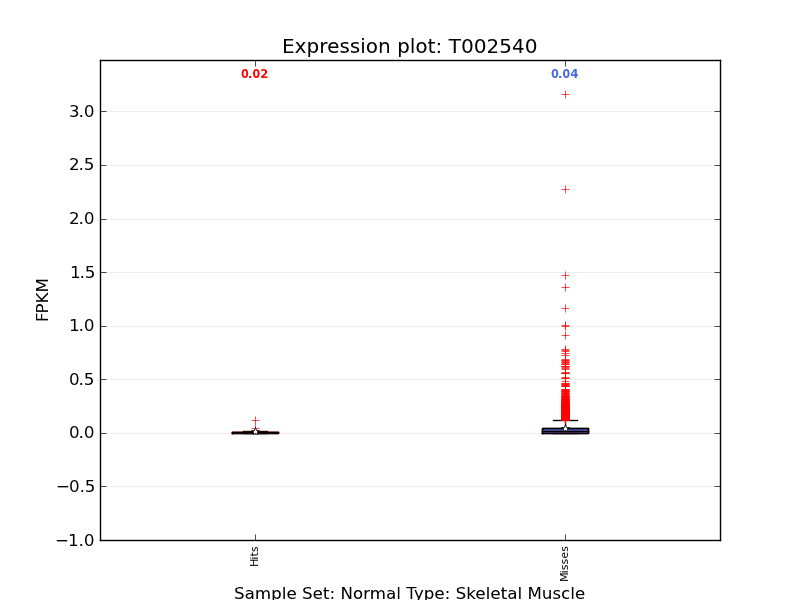 Expression plot: T002540
0.02 0.04
3.0
2.5
2.0
1.5
1.0
0.5
0.0
−0.5
−1.0
FPKM
Hits Misses
Sample Set: Normal Type: Skeletal Muscle